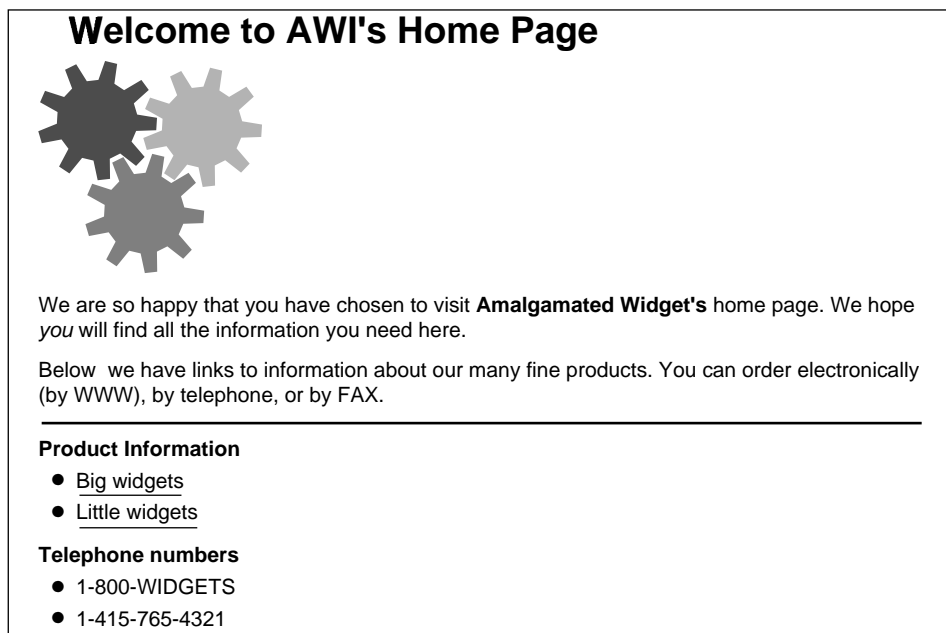 Welcome to AWI's Home Page
We are so happy that you have chosen to visit Amalgamated Widget's home page. We hope
you will find all the information you need here.
Below we have links to information about our many fine products. You can order electronically
(by WWW), by telephone, or by FAX.
Product Information
● Big widgets
● Little widgets
Telephone numbers
● 1-800-WIDGETS
● 1-415-765-4321